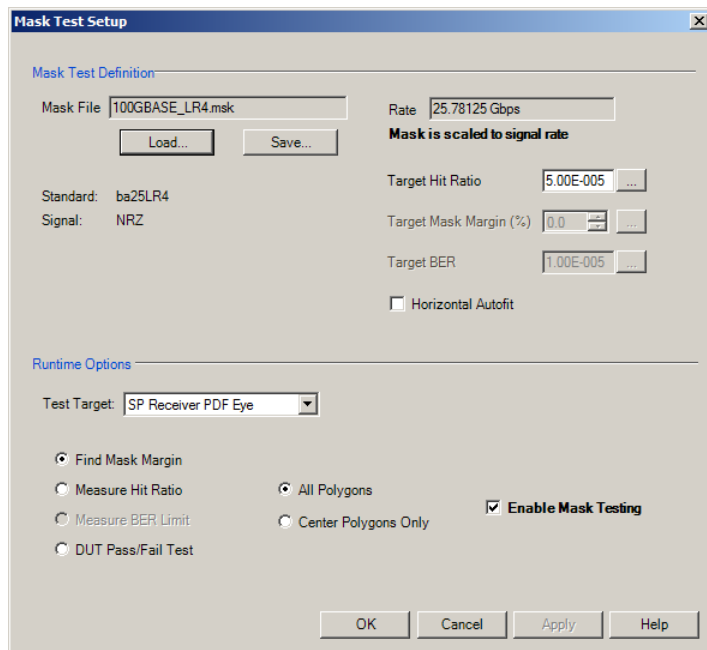 Mask Test Setup
Mask Test Definition
Mask File 100GBASE_LR4.msk
Load... Save...
Standard: ba25LR4
Signal: NRZ
Rate 25.78125 Gbps
Mask is scaled to signal rate
Target Hit Ratio 5.00E-005 ...
Target Mask Margin (%) 0.0 ...
Target BER 1.00E-005 ...
Horizontal Autofit
Runtime Options
Test Target: SP Receiver PDF Eye
Find Mask Margin
Measure Hit Ratio
Measure BER Limit
DUT Pass/Fail Test
All Polygons
Center Polygons Only
Enable Mask Testing
OK Cancel Apply Help